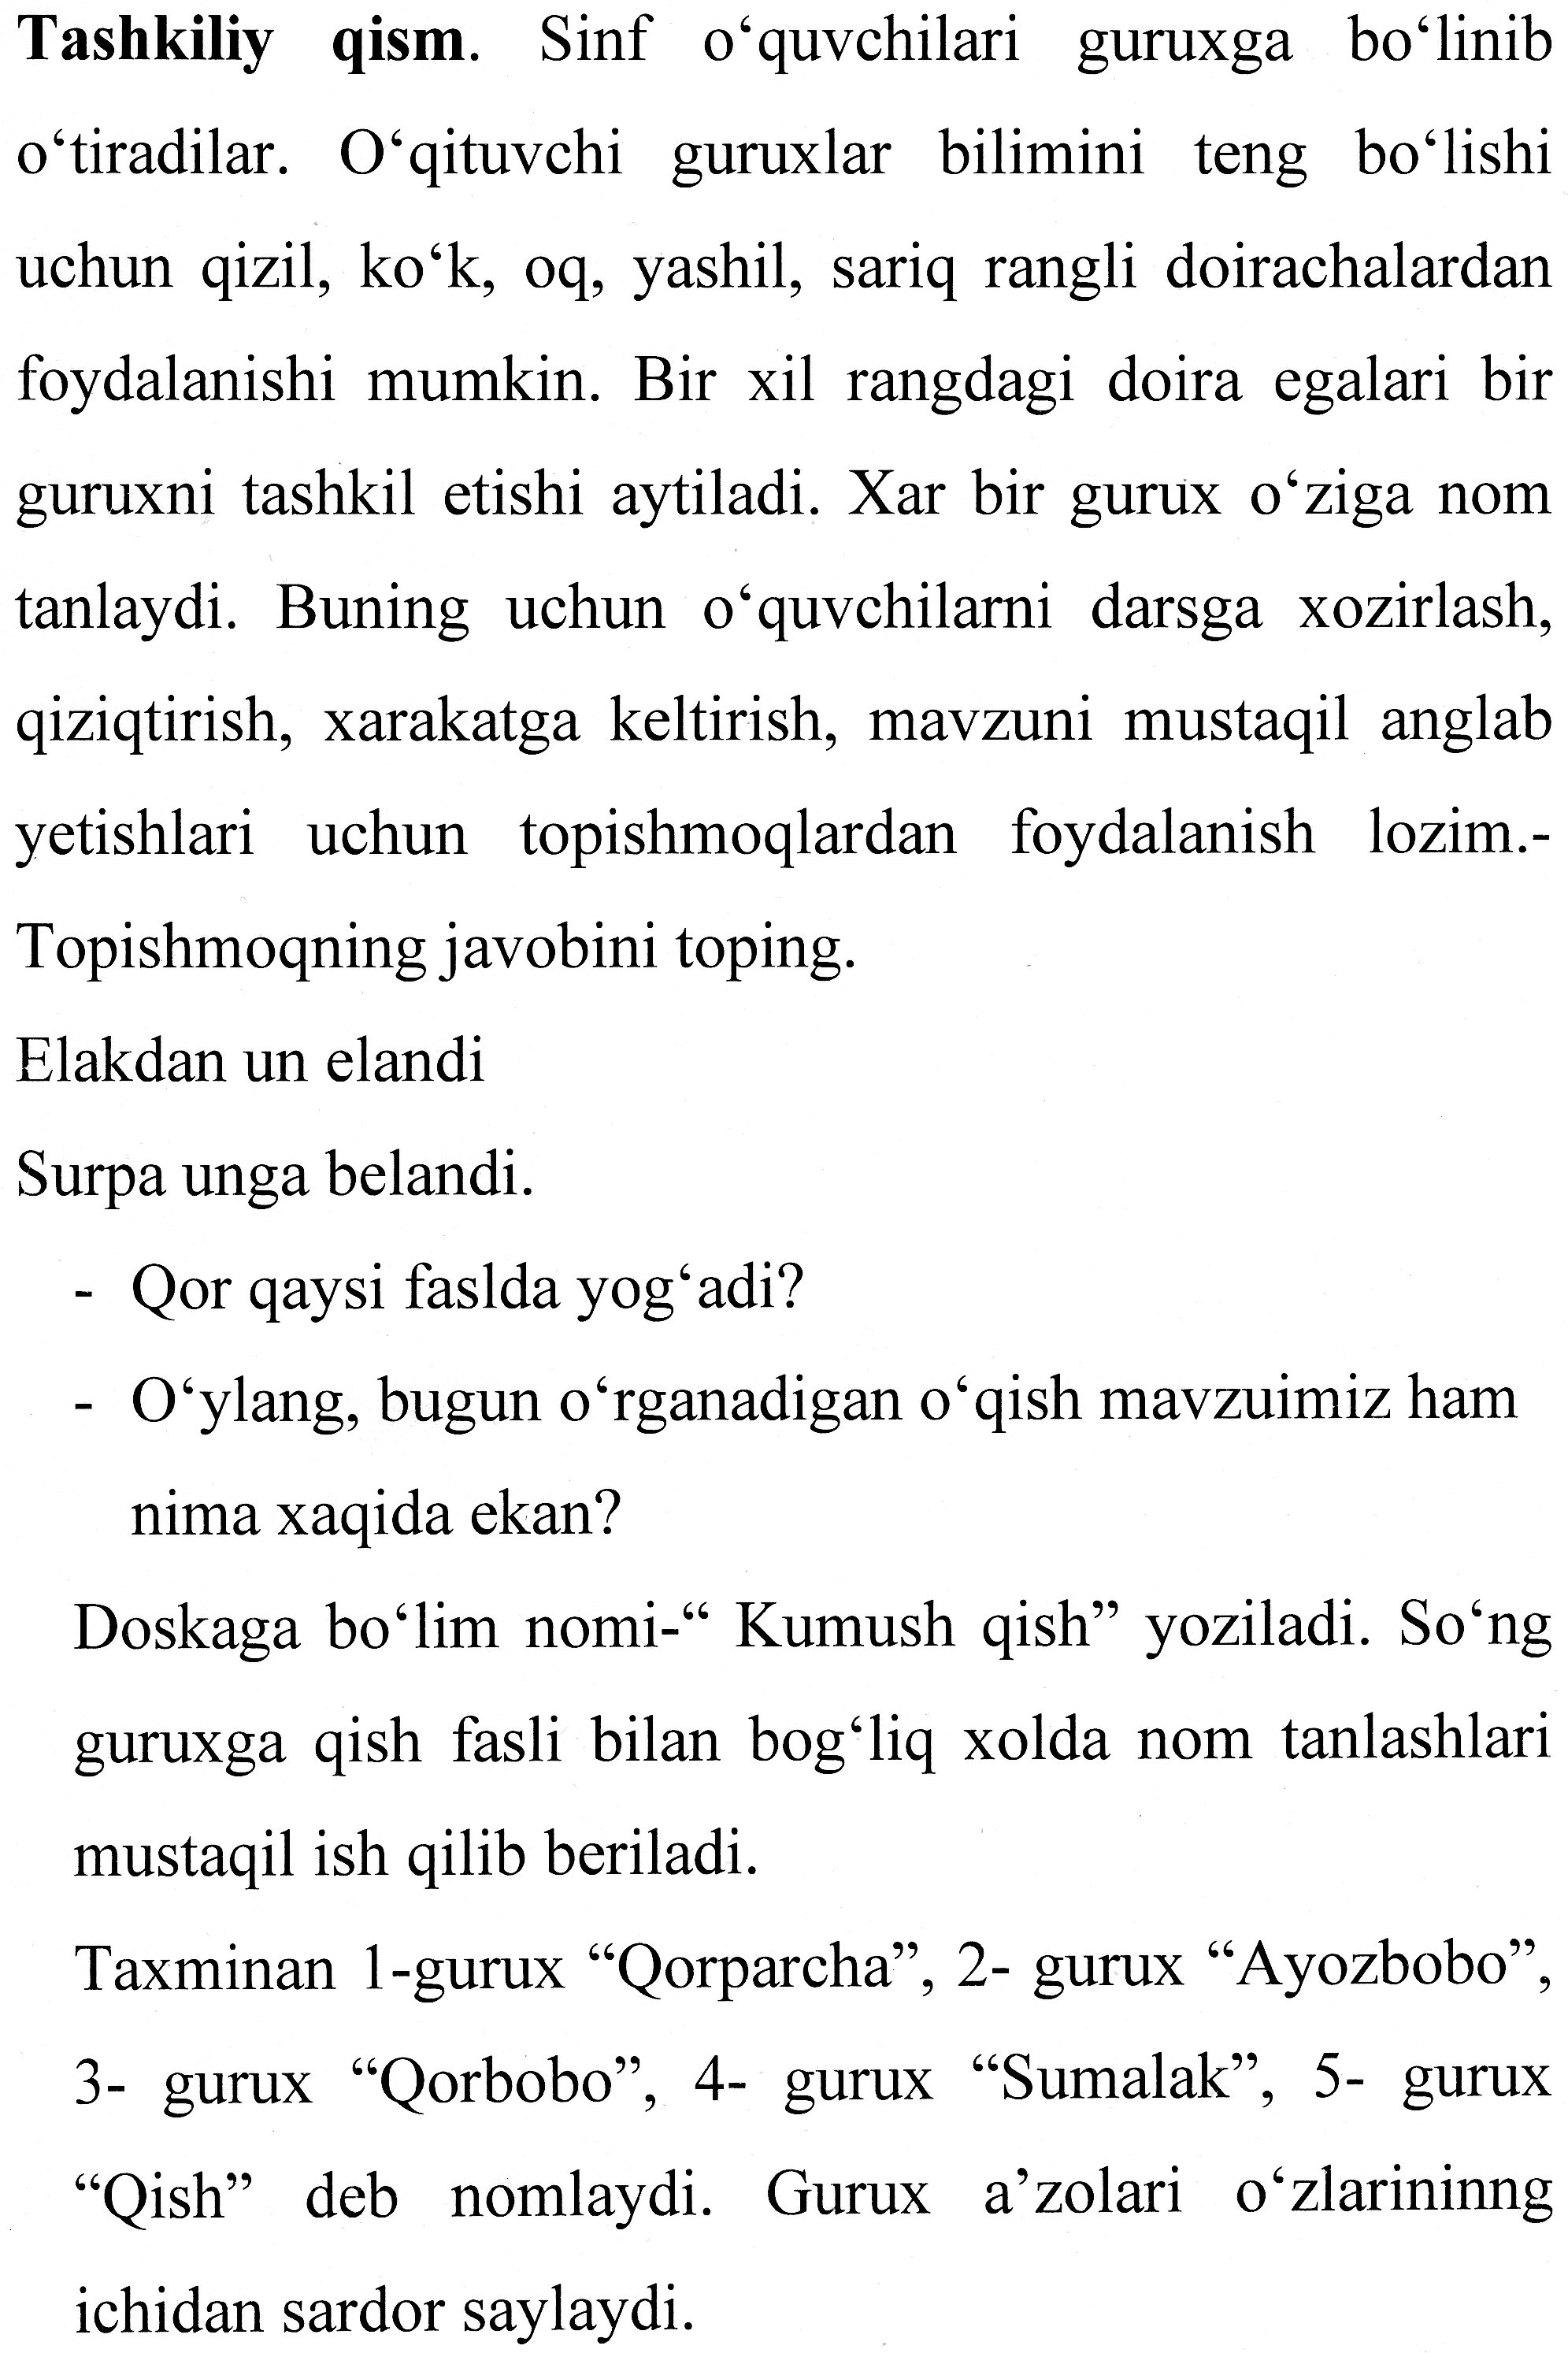 Tashkiliy qism. Sinf o‘quvchilari guruxga bo‘linib
o‘tiradilar. O‘qituvchi guruxlar bilimini teng bo‘lishi
uchun qizil, ko‘k, oq, yashil, sariq rangli doirachalardan
foydalanishi mumkin. Bir xil rangdagi doira egalari bir
guruxni tashkil etishi aytiladi. Xar bir gurux o‘ziga nom
tanlaydi. Buning uchun o‘quvchilarni darsga xozirlash,
qiziqtirish, xarakatga keltirish, mavzuni mustaqil anglab
yetishlari uchun topishmoqlardan foydalanish lozim.-
Topishmoqning javobini toping.
Elakdan un elandi
Surpa unga belandi.
- Qor qaysi faslda yog‘adi?
- O‘ylang, bugun o‘rganadigan o‘qish mavzuimiz ham
nima xaqida ekan?
Doskaga bo‘lim nomi-“ Kumush qish” yoziladi. So‘ng
guruxga qish fasli bilan bog‘liq xolda nom tanlashlari
mustaqil ish qilib beriladi.
Taxminan 1-gurux “Qorparcha”, 2- gurux “Ayozbobo”,
3- gurux “Qorbobo”, 4- gurux “Sumalak”, 5- gurux
“Qish” deb nomlaydi. Gurux a’zolari o‘zlarininng
ichidan sardor saylaydi.